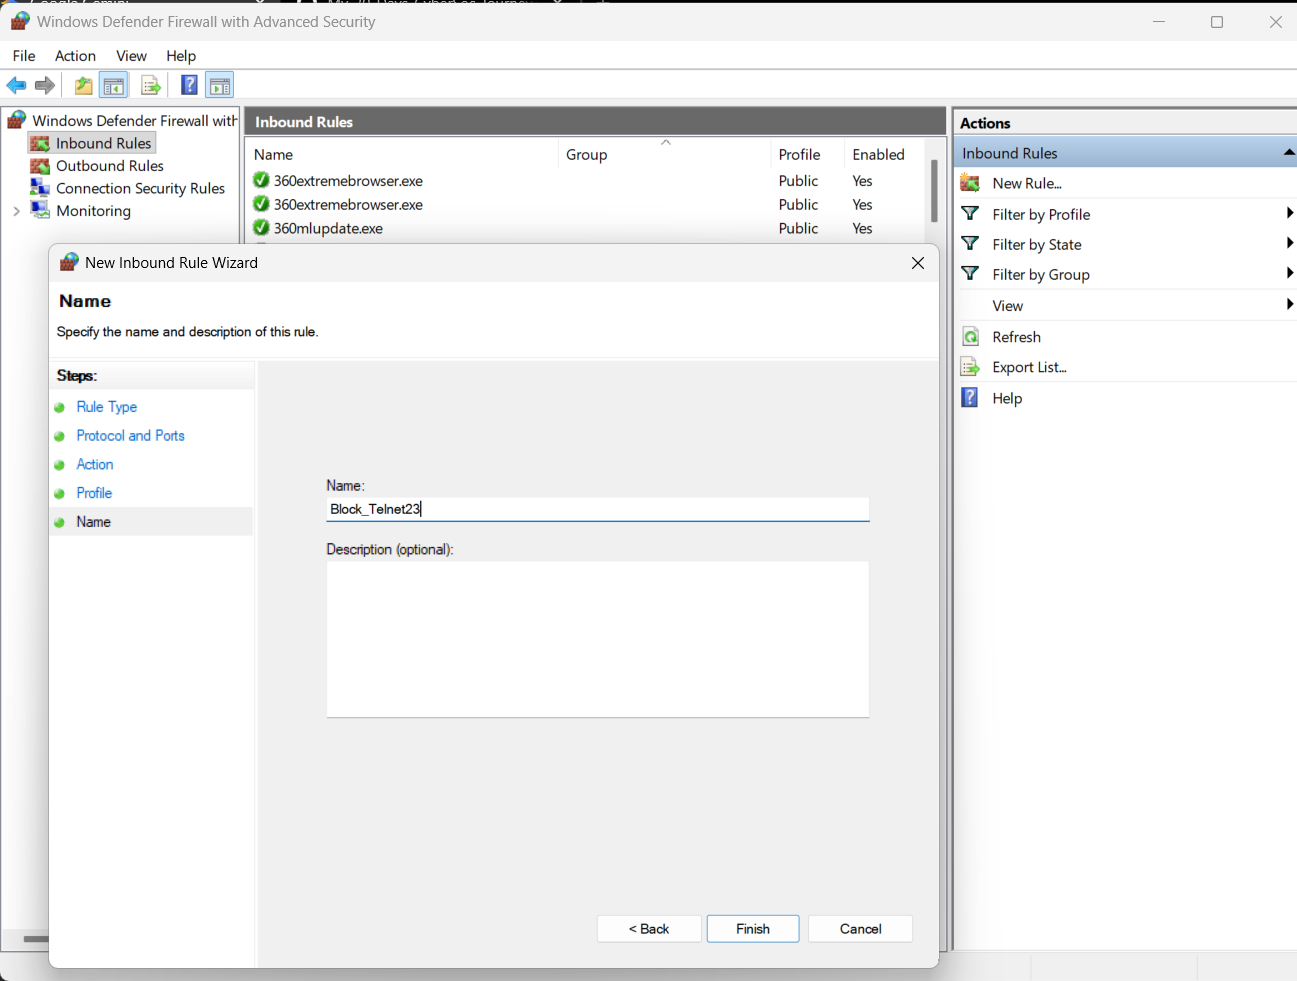 Windows Defender Firewall with Advanced Security
File Action View Help
Windows Defender Firewall with
Inbound Rules
Outbound Rules
Connection Security Rules
Monitoring
Inbound Rules
Name Group Profile Enabled
360extremebrowser.exe Public Yes
360extremebrowser.exe Public Yes
360mlupdate.exe Public Yes
Actions
Inbound Rules
New Rule...
Filter by Profile
Filter by State
Filter by Group
View
Refresh
Export List...
Help
New Inbound Rule Wizard
Name
Specify the name and description of this rule.
Steps:
Rule Type
Protocol and Ports
Action
Profile
Name
Name:
Block_Telnet23
Description (optional):
< Back Finish Cancel